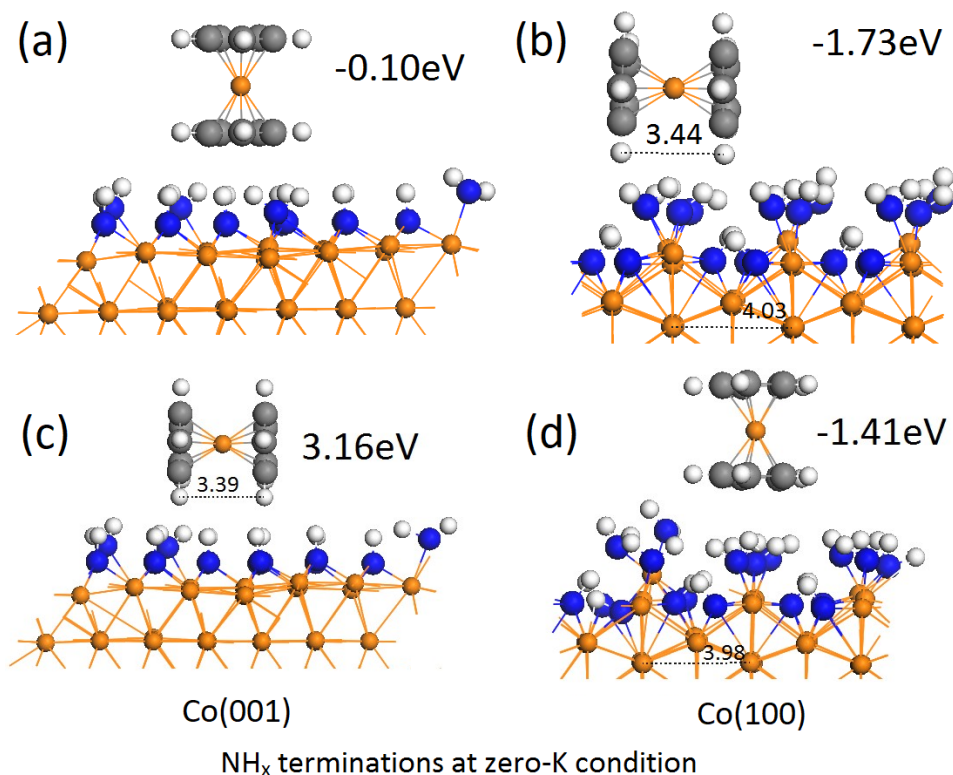 (a)
-0.10eV
(b)
-1.73eV
3.44
4.03
(c)
3.16eV
3.39
(d)
-1.41eV
3.98
Co(001)
Co(100)
NHₓ terminations at zero-K condition